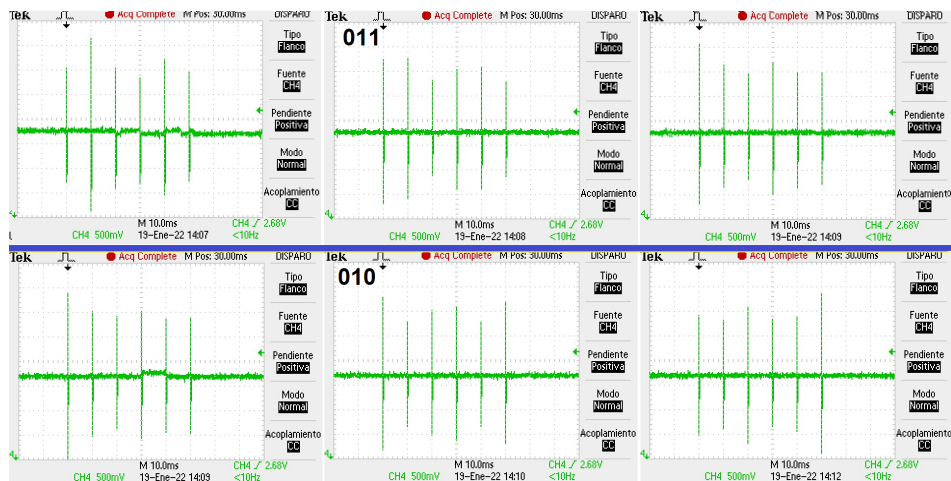 Tek Acq Complete M Pos: 30.00ms DISPARO
Tipo
Flanco
Fuente
CH4
Pendiente
Positiva
Modo
Normal
Acoplamiento
CC
4
M 10.0ms
CH4 500mV 19-Ene-22 14:07
CH4 2.68V
<10Hz
Tek Acq Complete M Pos: 30.00ms DISPARO
011
Tipo
Flanco
Fuente
CH4
Pendiente
Positiva
Modo
Normal
Acoplamiento
CC
4
M 10.0ms
CH4 500mV 19-Ene-22 14:08
CH4 2.68V
<10Hz
Tek Acq Complete M Pos: 30.00ms DISPARO
Tipo
Flanco
Fuente
CH4
Pendiente
Positiva
Modo
Normal
Acoplamiento
CC
4
M 10.0ms
CH4 500mV 19-Ene-22 14:09
CH4 2.68V
<10Hz
Tek Acq Complete M Pos: 30.00ms DISPARO
Tipo
Flanco
Fuente
CH4
Pendiente
Positiva
Modo
Normal
Acoplamiento
CC
4
M 10.0ms
CH4 500mV 19-Ene-22 14:09
CH4 2.68V
<10Hz
Tek Acq Complete M Pos: 30.00ms DISPARO
010
Tipo
Flanco
Fuente
CH4
Pendiente
Positiva
Modo
Normal
Acoplamiento
CC
4
M 10.0ms
CH4 500mV 19-Ene-22 14:10
CH4 2.68V
<10Hz
Tek Acq Complete M Pos: 30.00ms DISPARO
Tipo
Flanco
Fuente
CH4
Pendiente
Positiva
Modo
Normal
Acoplamiento
CC
4
M 10.0ms
CH4 500mV 19-Ene-22 14:12
CH4 2.68V
<10Hz